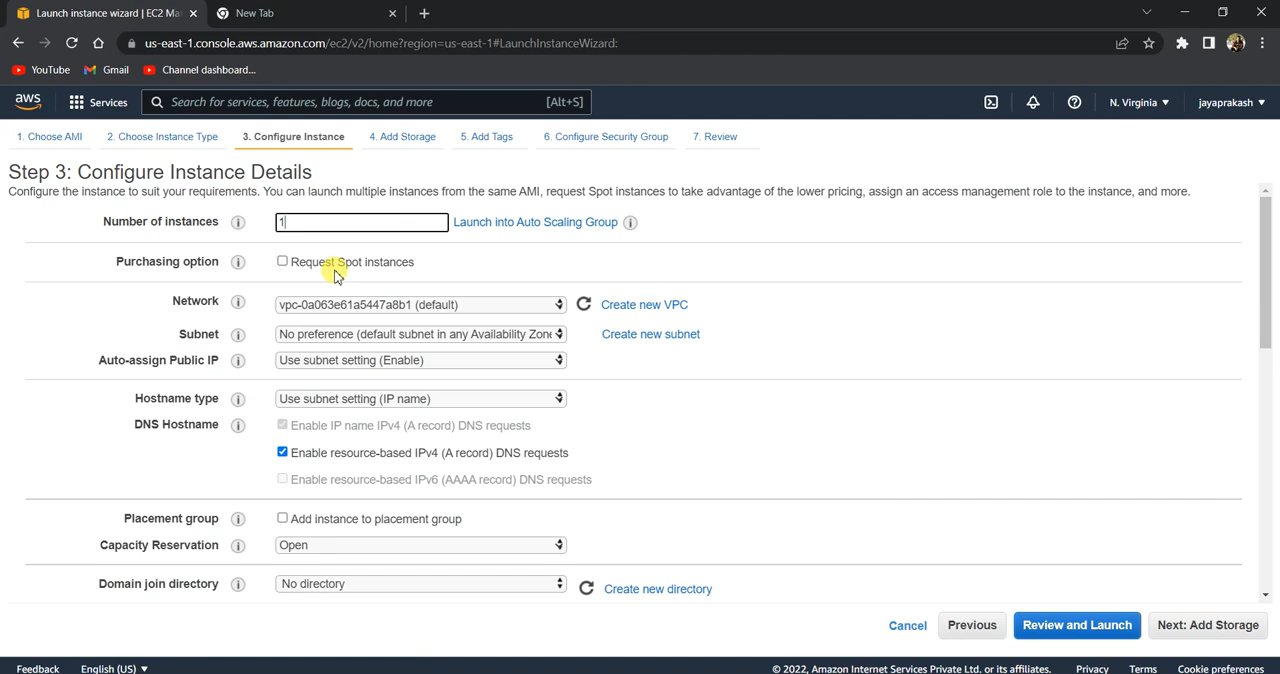 Launch instance wizard | EC2 Ma
New Tab
us-east-1.console.aws.amazon.com/ec2/v2/home?region=us-east-1#LaunchInstanceWizard:
YouTube
Gmail
Channel dashboard...
aws
Services
Search for services, features, blogs, docs, and more
[Alt+S]
N. Virginia
jayaprakash
1. Choose AMI
2. Choose Instance Type
3. Configure Instance
4. Add Storage
5. Add Tags
6. Configure Security Group
7. Review
Step 3: Configure Instance Details
Configure the instance to suit your requirements. You can launch multiple instances from the same AMI, request Spot instances to take advantage of the lower pricing, assign an access management role to the instance, and more.
Number of instances
1
Launch into Auto Scaling Group
Purchasing option
Request Spot instances
Network
vpc-0a063e61a5447a8b1 (default)
Create new VPC
Subnet
No preference (default subnet in any Availability Zone
Create new subnet
Auto-assign Public IP
Use subnet setting (Enable)
Hostname type
Use subnet setting (IP name)
DNS Hostname
Enable IP name IPv4 (A record) DNS requests
Enable resource-based IPv4 (A record) DNS requests
Enable resource-based IPv6 (AAAA record) DNS requests
Placement group
Add instance to placement group
Capacity Reservation
Open
Domain join directory
No directory
Create new directory
Cancel
Previous
Review and Launch
Next: Add Storage
Feedback
English (US)
© 2022, Amazon Internet Services Private Ltd. or its affiliates.
Privacy
Terms
Cookie preferences